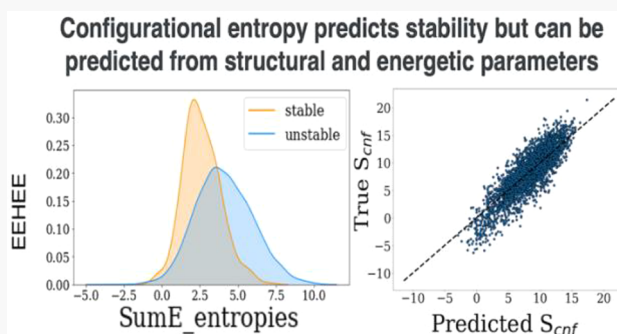 Configurational entropy predicts stability but can be
predicted from structural and energetic parameters
EEHEE
0.30
0.25
0.20
0.15
0.10
0.05
0.00
stable
unstable
−5.0 −2.5 0.0 2.5 5.0 7.5 10.0
SumE_entropies
True S_cnf
20
15
10
5
0
−5
−10
−10 −5 0 5 10 15 20
Predicted S_cnf